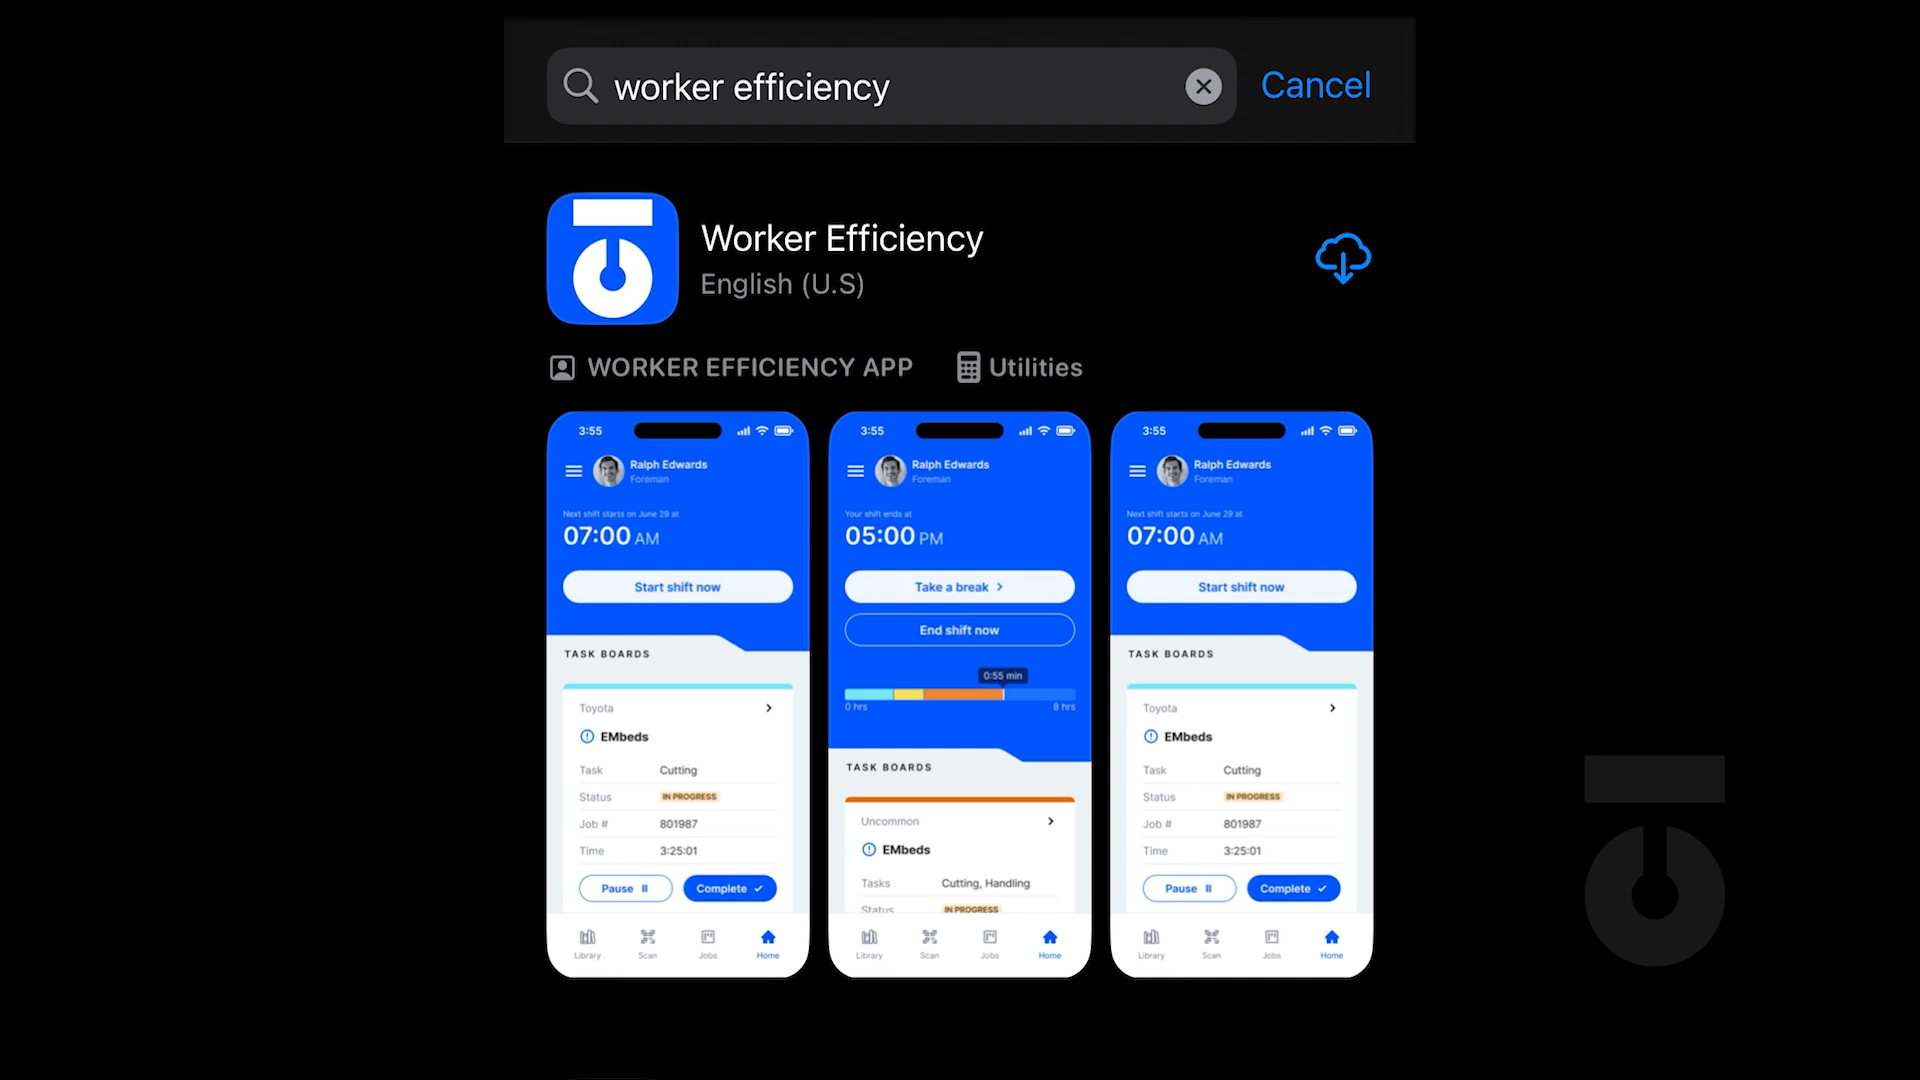 worker efficiency
Cancel
Worker Efficiency
English (U.S)
WORKER EFFICIENCY APP
Utilities
3:55
Ralph Edwards
Foreman
Next shift starts on June 29 at
07:00 AM
Start shift now
TASK BOARDS
Toyota
EMbeds
Task Cutting
Status IN PROGRESS
Job # 801987
Time 3:25:01
Pause
Complete
Library
Scan
Jobs
Home
3:55
Ralph Edwards
Foreman
Your shift ends at
05:00 PM
Take a break
End shift now
0:55 min
0 hrs
8 hrs
TASK BOARDS
Uncommon
EMbeds
Tasks Cutting, Handling
Status IN PROGRESS
Library
Scan
Jobs
Home
3:55
Ralph Edwards
Foreman
Next shift starts on June 29 at
07:00 AM
Start shift now
TASK BOARDS
Toyota
EMbeds
Task Cutting
Status IN PROGRESS
Job # 801987
Time 3:25:01
Pause
Complete
Library
Scan
Jobs
Home